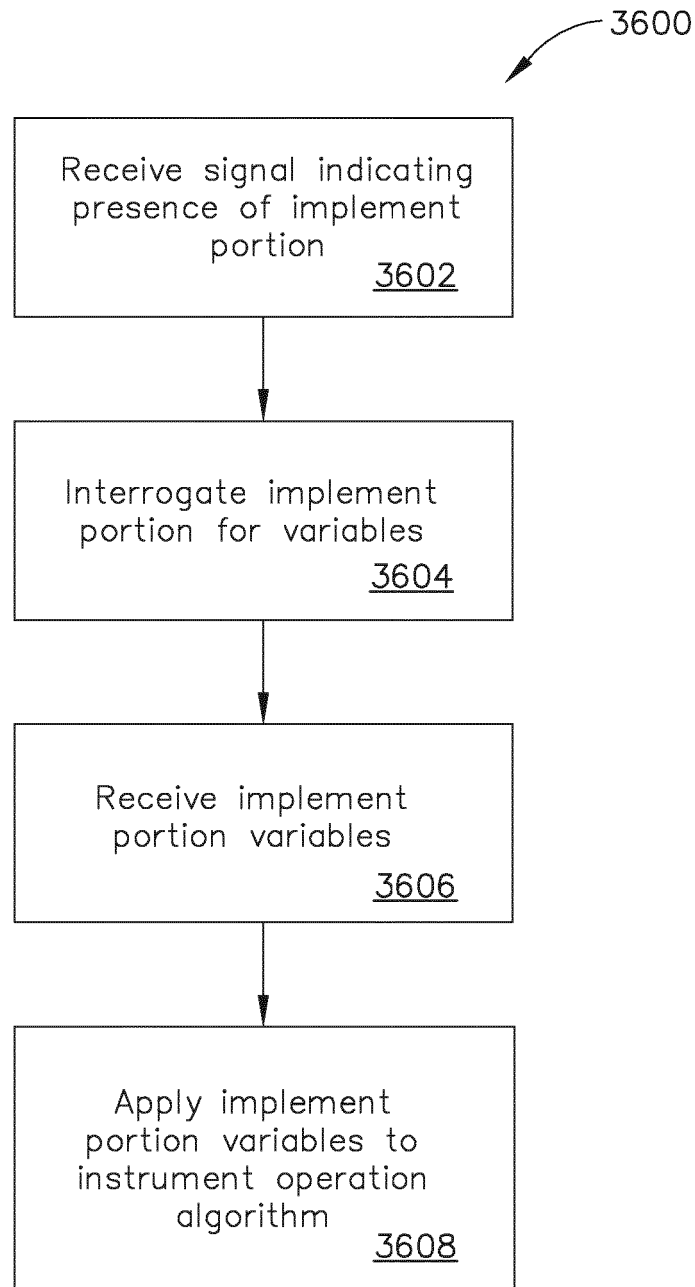 3600
Receive signal indicating
presence of implement
portion
3602
Interrogate implement
portion for variables
3604
Receive implement
portion variables
3606
Apply implement
portion variables to
instrument operation
algorithm
3608